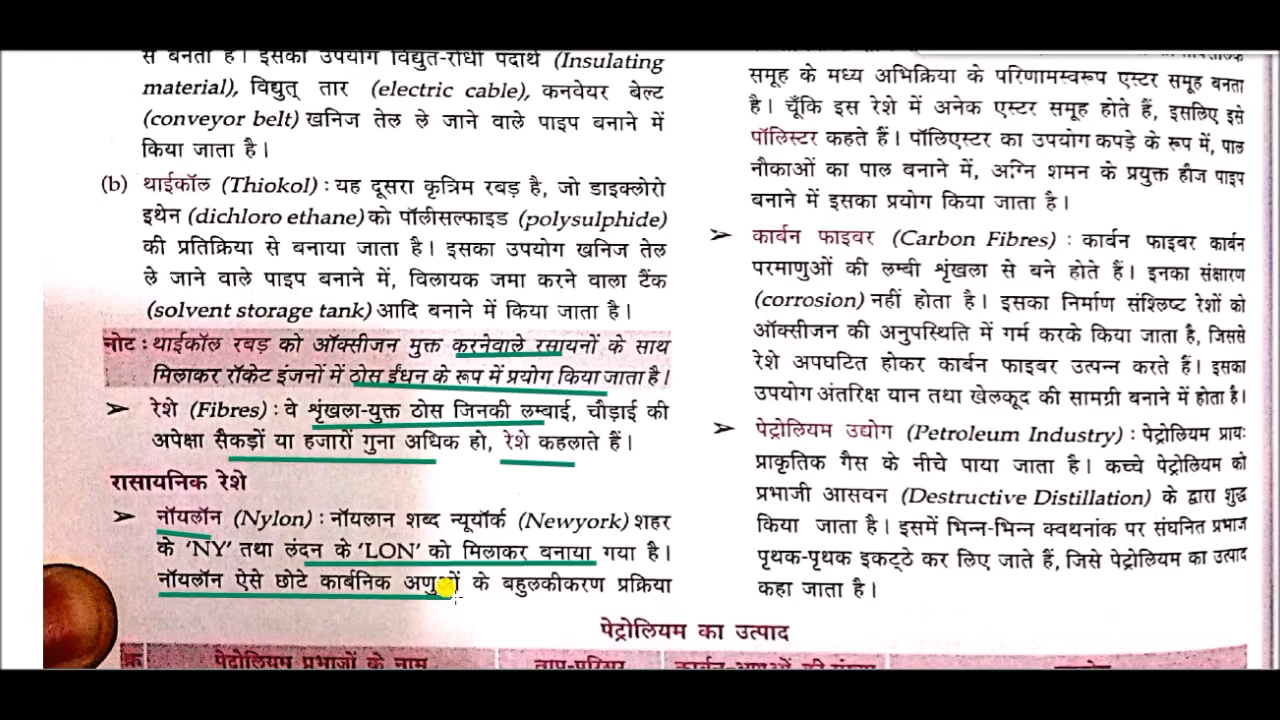 से बनता है। इसका उपयोग विद्युत-रोधी पदार्थ (Insulating
material), विद्युत् तार (electric cable), कनवेयर बेल्ट
(conveyor belt) खनिज तेल ले जाने वाले पाइप बनाने में
किया जाता है।
(b) थाईकॉल (Thiokol) : यह दूसरा कृत्रिम रबड़ है, जो डाइक्लोरो
इथेन (dichloro ethane) को पॉलीसल्फाइड (polysulphide)
की प्रतिक्रिया से बनाया जाता है। इसका उपयोग खनिज तेल
ले जाने वाले पाइप बनाने में, विलायक जमा करने वाला टैंक
(solvent storage tank) आदि बनाने में किया जाता है।
नोट : थाईकॉल रबड़ को ऑक्सीजन मुक्त करनेवाले रसायनों के साथ
मिलाकर रॉकेट इंजनों में ठोस ईंधन के रूप में प्रयोग किया जाता है।
➤ रेशे (Fibres) : वे शृंखला-युक्त ठोस जिनकी लम्बाई, चौड़ाई की
अपेक्षा सैकड़ों या हजारों गुना अधिक हो, रेशे कहलाते हैं।
रासायनिक रेशे
➤ नॉयलॉन (Nylon) : नॉयलान शब्द न्यूयॉर्क (Newyork) शहर
के ‘NY’ तथा लंदन के ‘LON’ को मिलाकर बनाया गया है।
नॉयलॉन ऐसे छोटे कार्बनिक अणुओं के बहुलकीकरण प्रक्रिया
समूह के मध्य अभिक्रिया के परिणामस्वरूप एस्टर समूह बनता
है। चूँकि इस रेशे में अनेक एस्टर समूह होते हैं, इसलिए इसे
पॉलिस्टर कहते हैं। पॉलिएस्टर का उपयोग कपड़े के रूप में, पाल
नौकाओं का पाल बनाने में, अग्नि शमन के प्रयुक्त हौज पाइप
बनाने में इसका प्रयोग किया जाता है।
➤ कार्बन फाइबर (Carbon Fibres) : कार्बन फाइबर कार्बन
परमाणुओं की लम्बी शृंखला से बने होते हैं। इनका संक्षारण
(corrosion) नहीं होता है। इसका निर्माण संश्लिष्ट रेशों को
ऑक्सीजन की अनुपस्थिति में गर्म करके किया जाता है, जिससे
रेशे अपघटित होकर कार्बन फाइबर उत्पन्न करते हैं। इसका
उपयोग अंतरिक्ष यान तथा खेलकूद की सामग्री बनाने में होता है।
➤ पेट्रोलियम उद्योग (Petroleum Industry) : पेट्रोलियम प्रायः
प्राकृतिक गैस के नीचे पाया जाता है। कच्चे पेट्रोलियम को
प्रभाजी आसवन (Destructive Distillation) के द्वारा शुद्ध
किया जाता है। इसमें भिन्न-भिन्न क्वथनांक पर संघनित प्रभाज
पृथक-पृथक इकट्ठे कर लिए जाते हैं, जिसे पेट्रोलियम का उत्पाद
कहा जाता है।
पेट्रोलियम का उत्पाद
पेट्रोलियम प्रभाजों के नाम